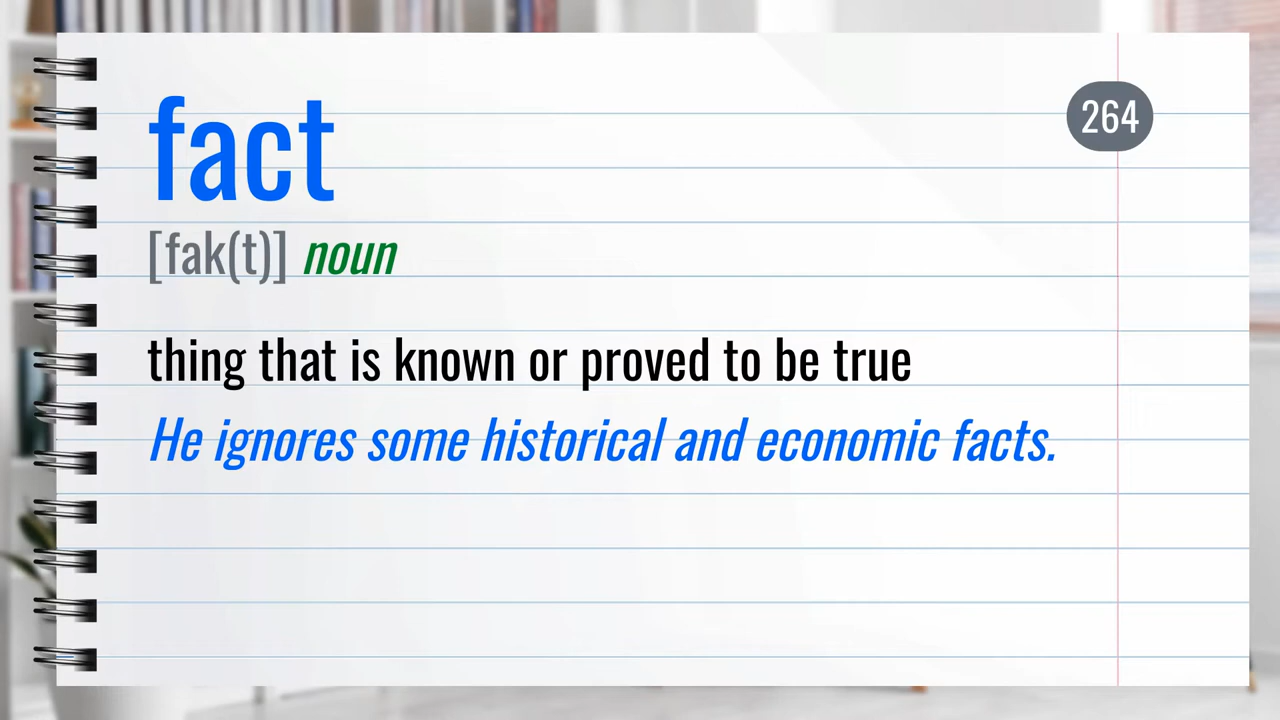 fact
264
[fak(t)] noun
thing that is known or proved to be true
He ignores some historical and economic facts.